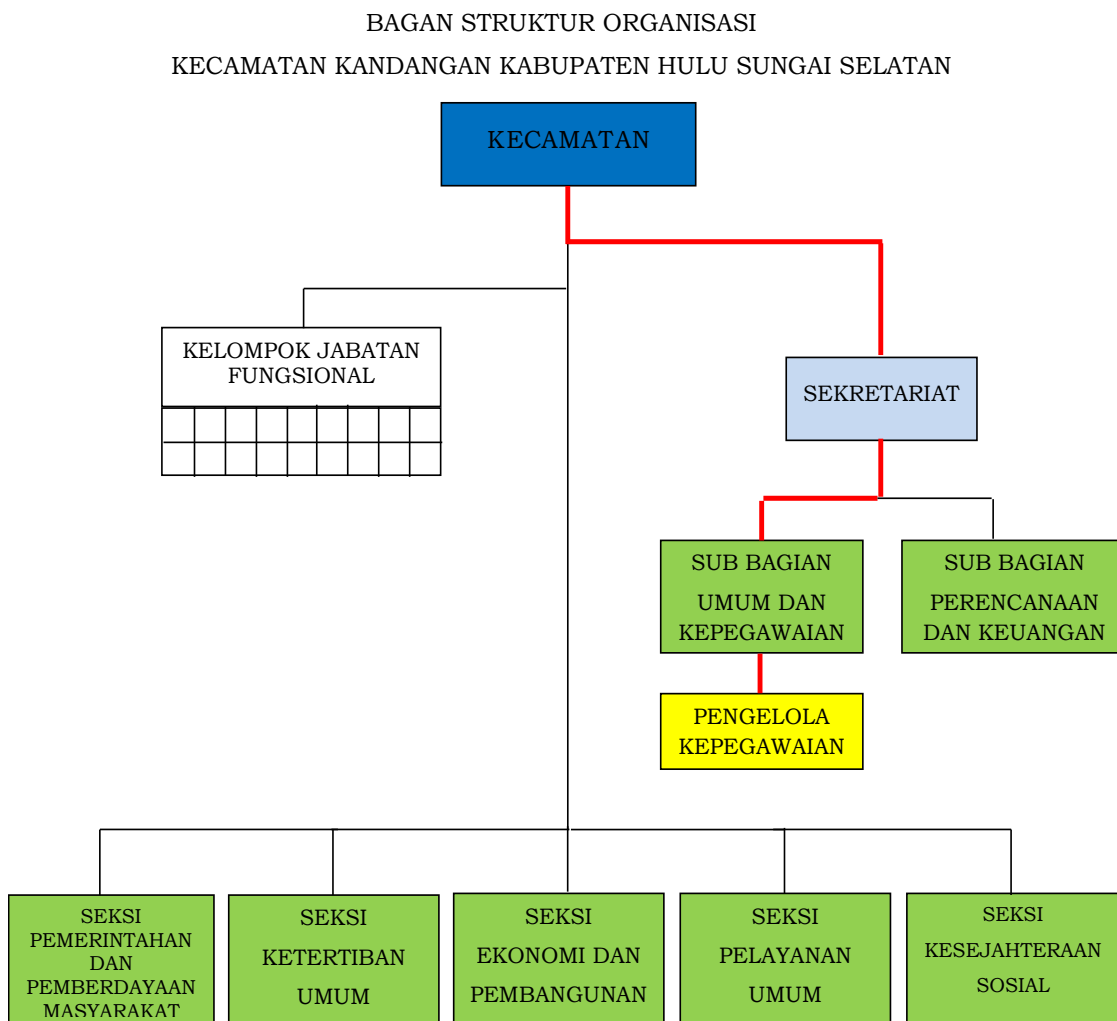 BAGAN STRUKTUR ORGANISASI
KECAMATAN KANDANGAN KABUPATEN HULU SUNGAI SELATAN
KECAMATAN
KELOMPOK JABATAN
FUNGSIONAL
SEKRETARIAT
SUB BAGIAN
UMUM DAN
KEPEGAWAIAN
SUB BAGIAN
PERENCANAAN
DAN KEUANGAN
PENGELOLA
KEPEGAWAIAN
SEKSI
PEMERINTAHAN
DAN
PEMBERDAYAAN
MASYARAKAT
SEKSI
KETERTIBAN
UMUM
SEKSI
EKONOMI DAN
PEMBANGUNAN
SEKSI
PELAYANAN
UMUM
SEKSI
KESEJAHTERAAN
SOSIAL